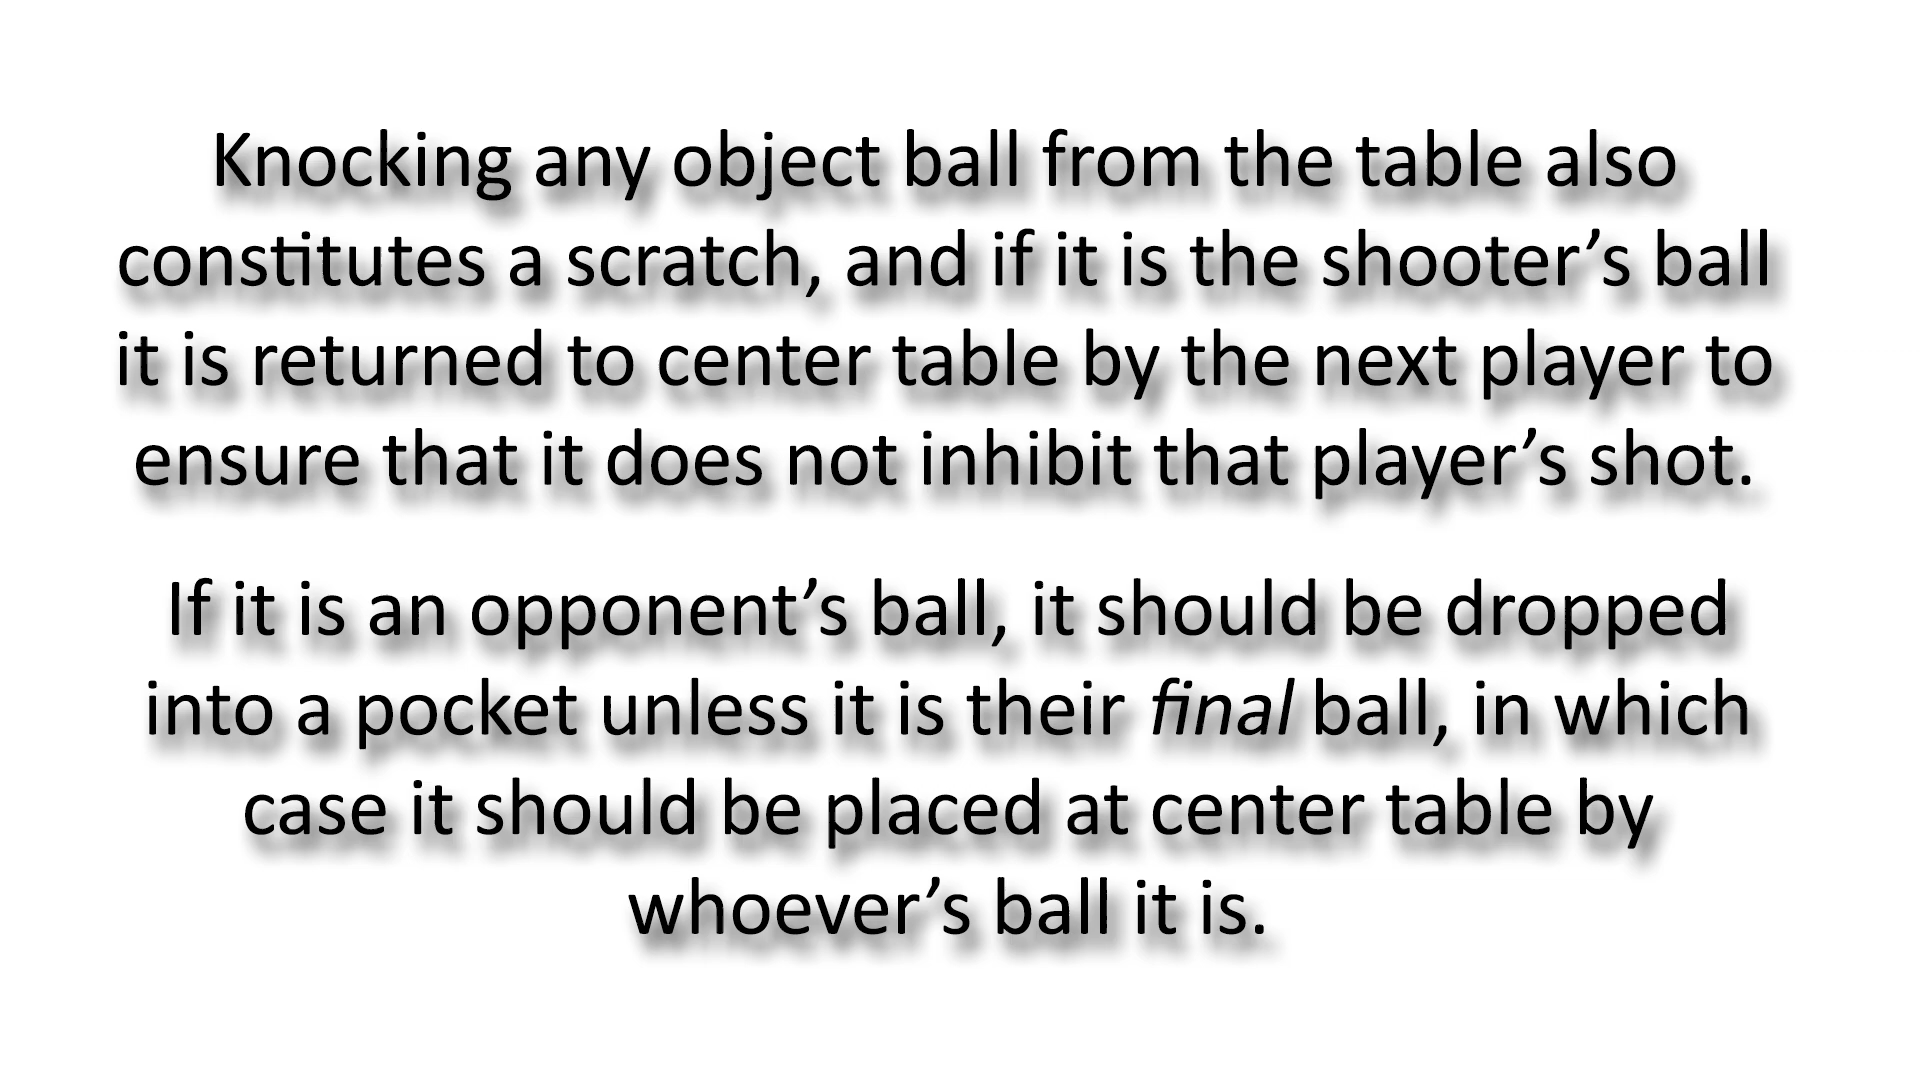 Knocking any object ball from the table also
constitutes a scratch, and if it is the shooter’s ball
it is returned to center table by the next player to
ensure that it does not inhibit that player’s shot.
If it is an opponent’s ball, it should be dropped
into a pocket unless it is their final ball, in which
case it should be placed at center table by
whoever’s ball it is.